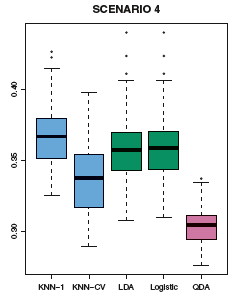 SCENARIO 4
0.40
0.35
0.30
KNN-1 KNN-CV LDA Logistic QDA